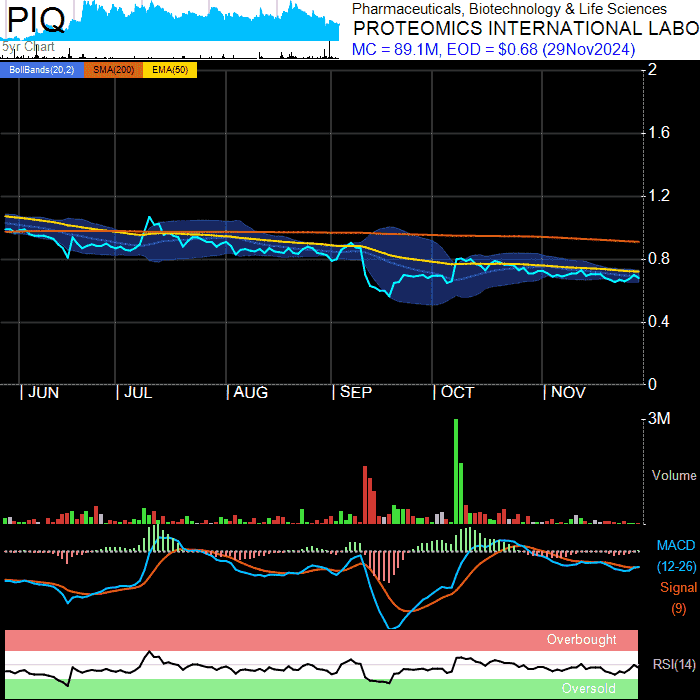 PIQ
5yr Chart
Pharmaceuticals, Biotechnology & Life Sciences
PROTEOMICS INTERNATIONAL LABO
MC = 89.1M, EOD = $0.68 (29Nov2024)
BollBands(20,2) SMA(200) EMA(50)
2
1.6
1.2
0.8
0.4
0
| JUN | JUL | AUG | SEP | OCT | NOV
3M
Volume
MACD
(12-26)
Signal
(9)
Overbought
RSI(14)
Oversold